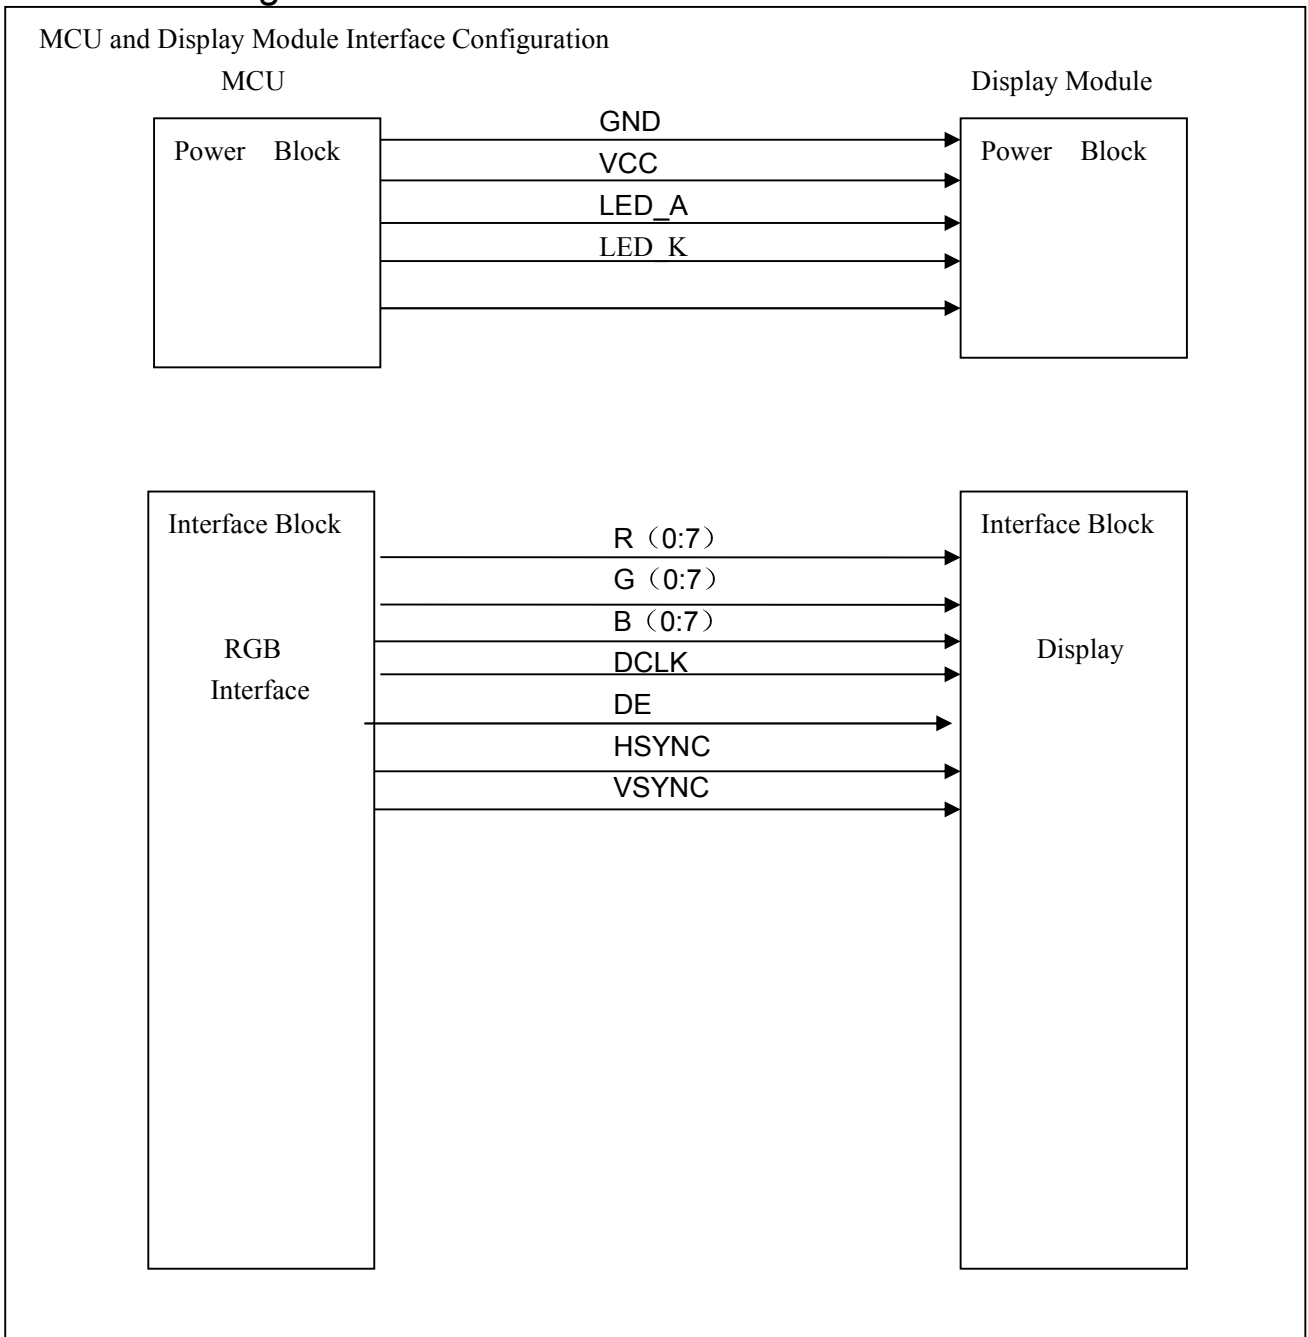 MCU and Display Module Interface Configuration
MCU Display Module
GND
Power Block Power Block
VCC
LED_A
LED_K
Interface Block Interface Block
R（0:7）
G（0:7）
B（0:7）
RGB Display
DCLK
Interface
DE
HSYNC
VSYNC